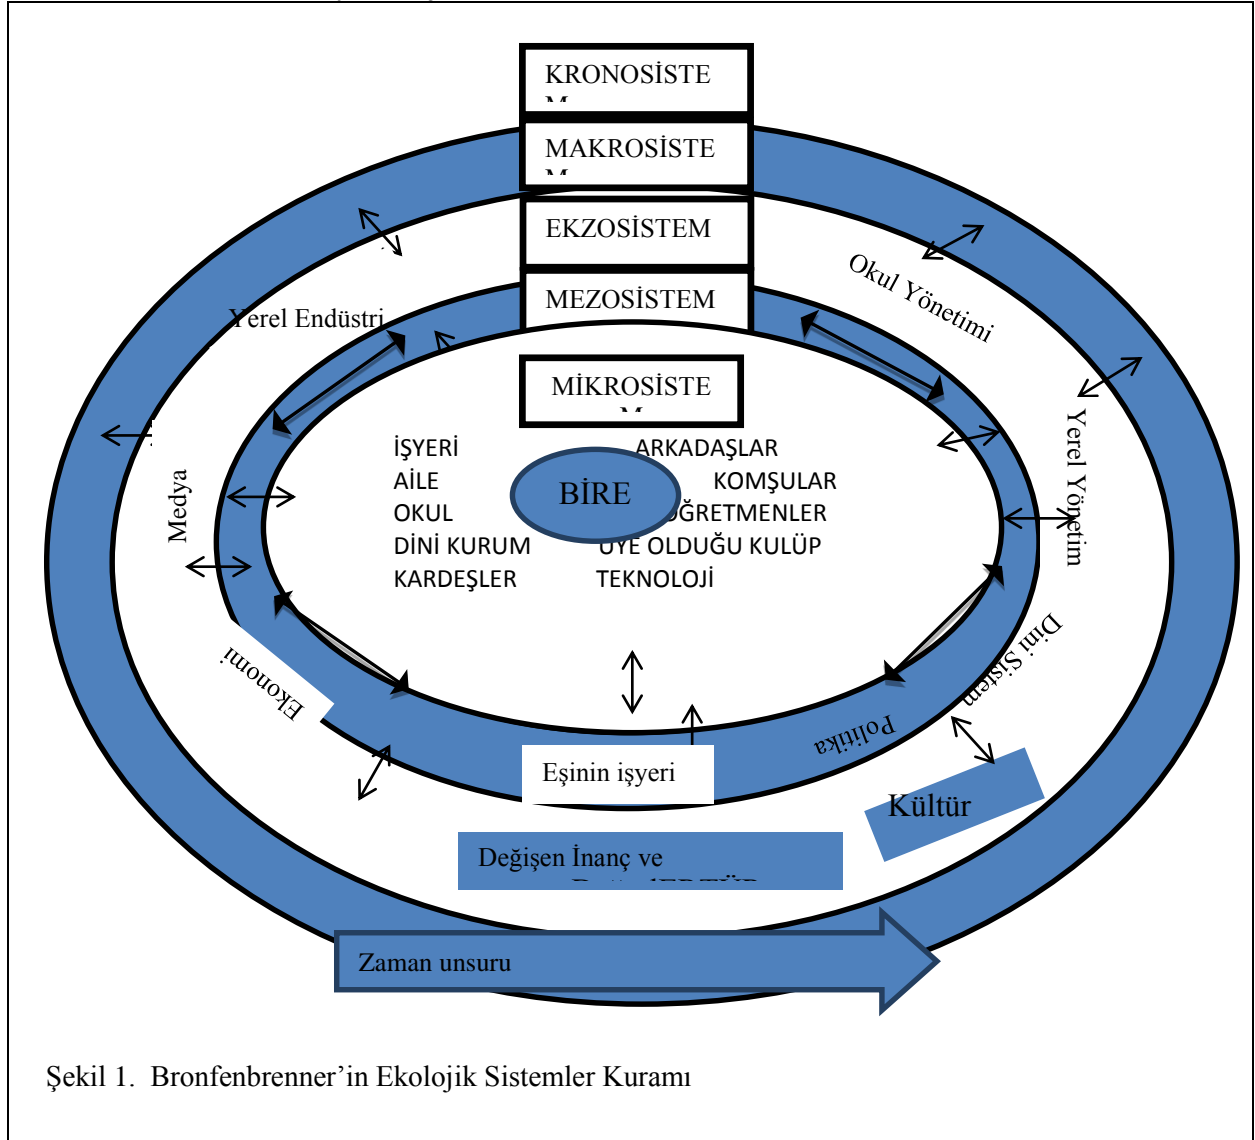 KRONOSİSTE
M
MAKROSİSTE
M
EKZOSİSTEM
MEZOSİSTEM
MİKROSİSTE
M
Okul Yönetimi
Yerel Endüstri
Yerel Yönetim
Medya
İŞYERİ ARKADAŞLAR
AİLE KOMŞULAR
BİRE
OKUL ÖĞRETMENLER
DİNİ KURUM ÜYE OLDUĞU KULÜP
KARDEŞLER TEKNOLOJİ
Ekonomi
Dini Sistem
Politika
Eşinin işyeri
Kültür
Değişen İnanç ve
Zaman unsuru
Şekil 1. Bronfenbrenner’in Ekolojik Sistemler Kuramı